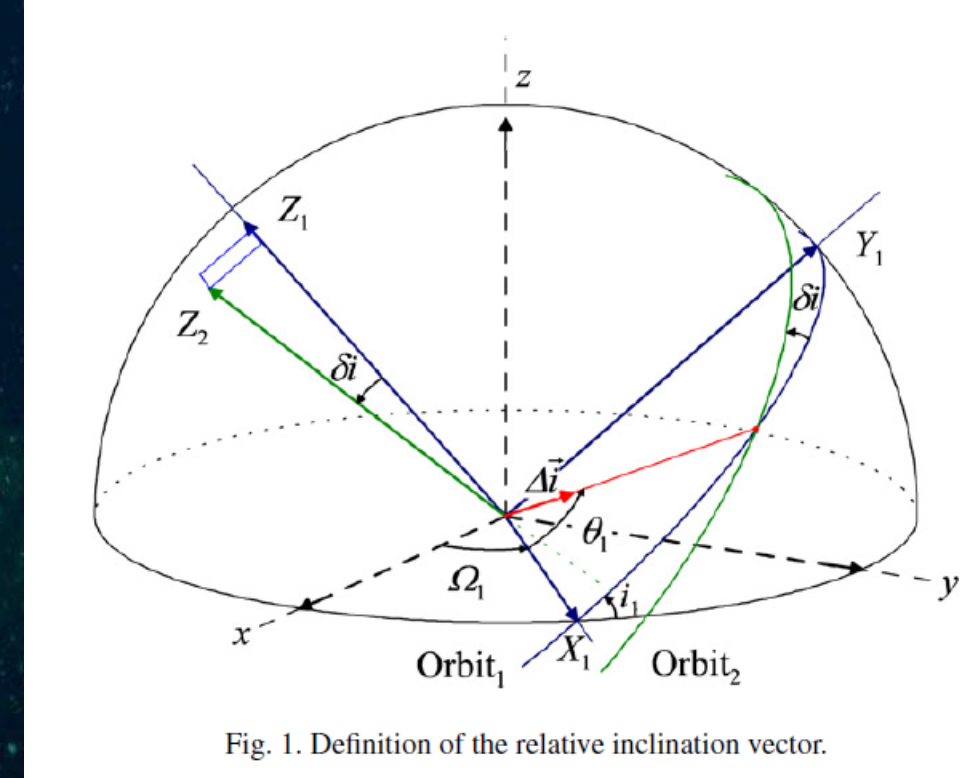 z
Z₁
Y₁
Z₂
δi
δi
Δi⃗
θ₁
Ω₁
i₁
y
x
X₁
Orbit₁
Orbit₂
Fig. 1. Definition of the relative inclination vector.